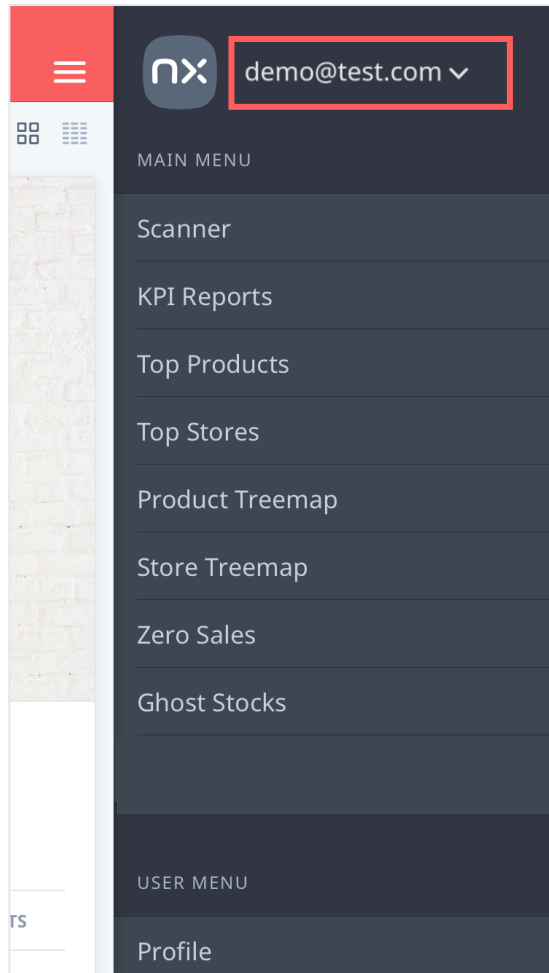 nx
demo@test.com
MAIN MENU
Scanner
KPI Reports
Top Products
Top Stores
Product Treemap
Store Treemap
Zero Sales
Ghost Stocks
USER MENU
TS
Profile